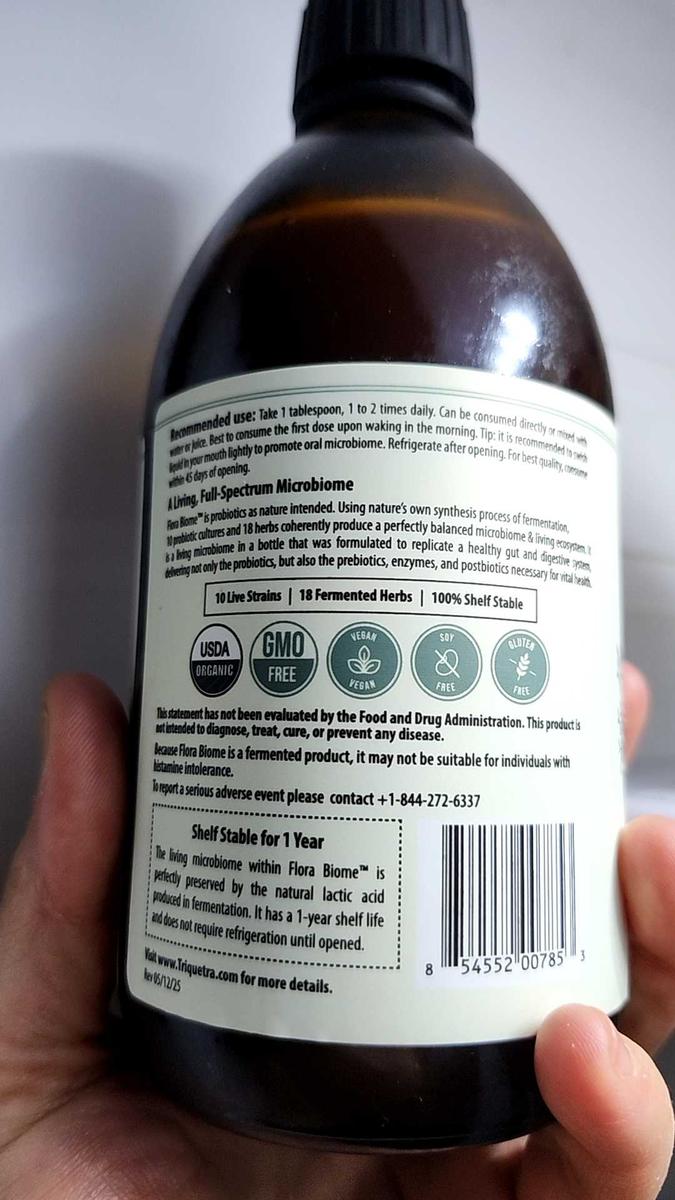 Recommended use: Take 1 tablespoon, 1 to 2 times daily. Can be consumed directly or mixed with
water or juice. Best to consume the first dose upon waking in the morning. Tip: it is recommended to swish
liquid in your mouth lightly to promote oral microbiome. Refrigerate after opening. For best quality, consume
within 45 days of opening.
A Living, Full-Spectrum Microbiome
Flora Biome™ is probiotics as nature intended. Using nature's own synthesis process of fermentation,
10 probiotic cultures and 18 herbs coherently produce a perfectly balanced microbiome & living ecosystem. It
is a living microbiome in a bottle that was formulated to replicate a healthy gut and digestive system,
delivering not only the probiotics, but also the prebiotics, enzymes, and postbiotics necessary for vital health.
10 Live Strains | 18 Fermented Herbs | 100% Shelf Stable
USDA ORGANIC
GMO FREE
VEGAN VEGAN
SOY FREE
GLUTEN FREE
This statement has not been evaluated by the Food and Drug Administration. This product is
not intended to diagnose, treat, cure, or prevent any disease.
Because Flora Biome is a fermented product, it may not be suitable for individuals with
histamine intolerance.
To report a serious adverse event please contact +1-844-272-6337
Shelf Stable for 1 Year
The living microbiome within Flora Biome™ is
perfectly preserved by the natural lactic acid
produced in fermentation. It has a 1-year shelf life
and does not require refrigeration until opened.
Visit www.Triquetra.com for more details.
Rev 05/12/25
8 54552 00785 3